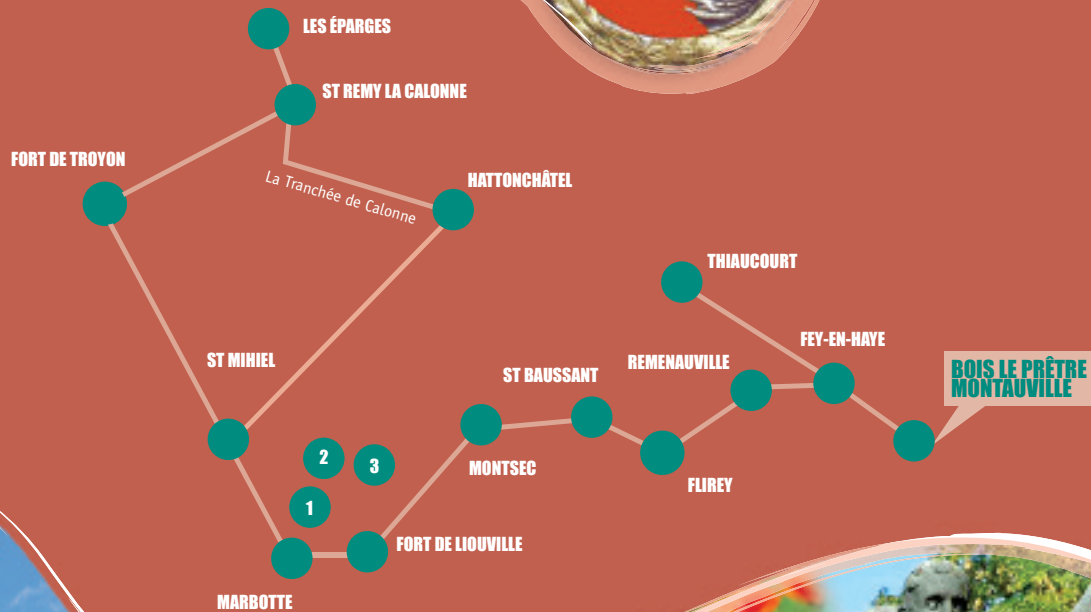 LES ÉPARGES
ST REMY LA CALONNE
FORT DE TROYON
La Tranchée de Calonne
HATTONCHÂTEL
THIAUCOURT
FEY-EN-HAYE
BOIS LE PRÊTRE
MONTAUVILLE
ST MIHIEL
REMENAUVILLE
ST BAUSSANT
2
3
1
MONTSEC
FLIREY
FORT DE LIOUVILLE
MARBOTTE